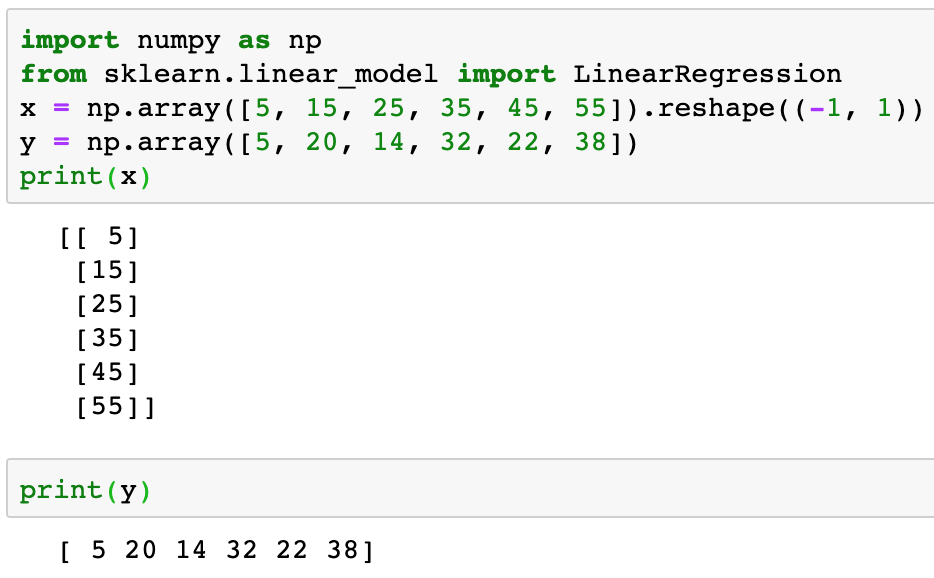 import numpy as np
from sklearn.linear_model import LinearRegression
x = np.array([5, 15, 25, 35, 45, 55]).reshape((-1, 1))
y = np.array([5, 20, 14, 32, 22, 38])
print(x)
[[ 5]
 [15]
 [25]
 [35]
 [45]
 [55]]
print(y)
[ 5 20 14 32 22 38]